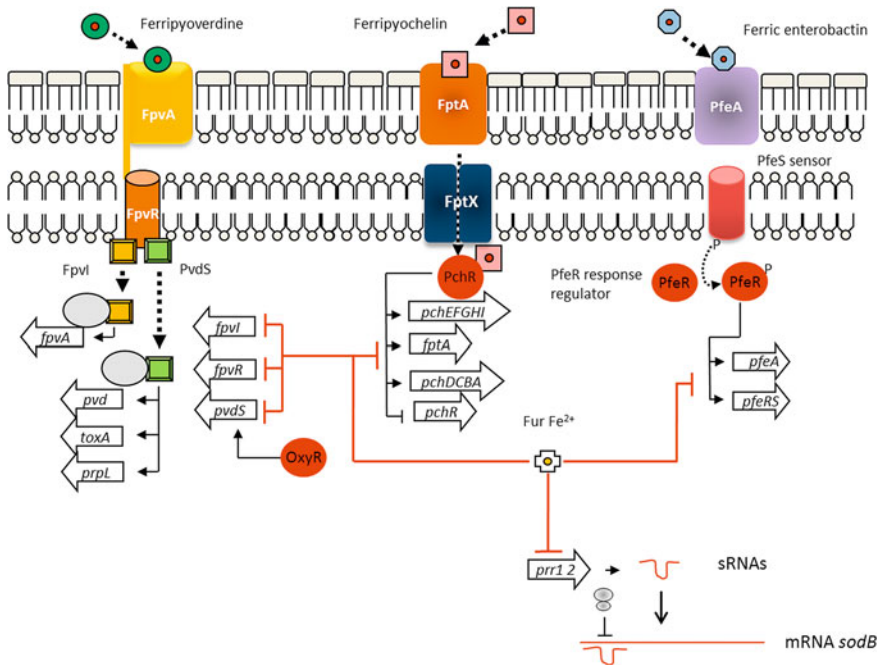 Ferripyoverdine
Ferripyochelin
Ferric enterobactin
FpvA
FptA
PfeA
PfeS sensor
FpvR
FptX
FpvI
PvdS
P
PchR
PfeR response
regulator
PfeR
PfeR
P
fpvA
fpvI
fpvR
pvdS
pchEFGHI
fptA
pchDCBA
pchR
pfeA
pfeRS
pvd
toxA
prpL
OxyR
Fur Fe²⁺
prr1 2
sRNAs
mRNA sodB